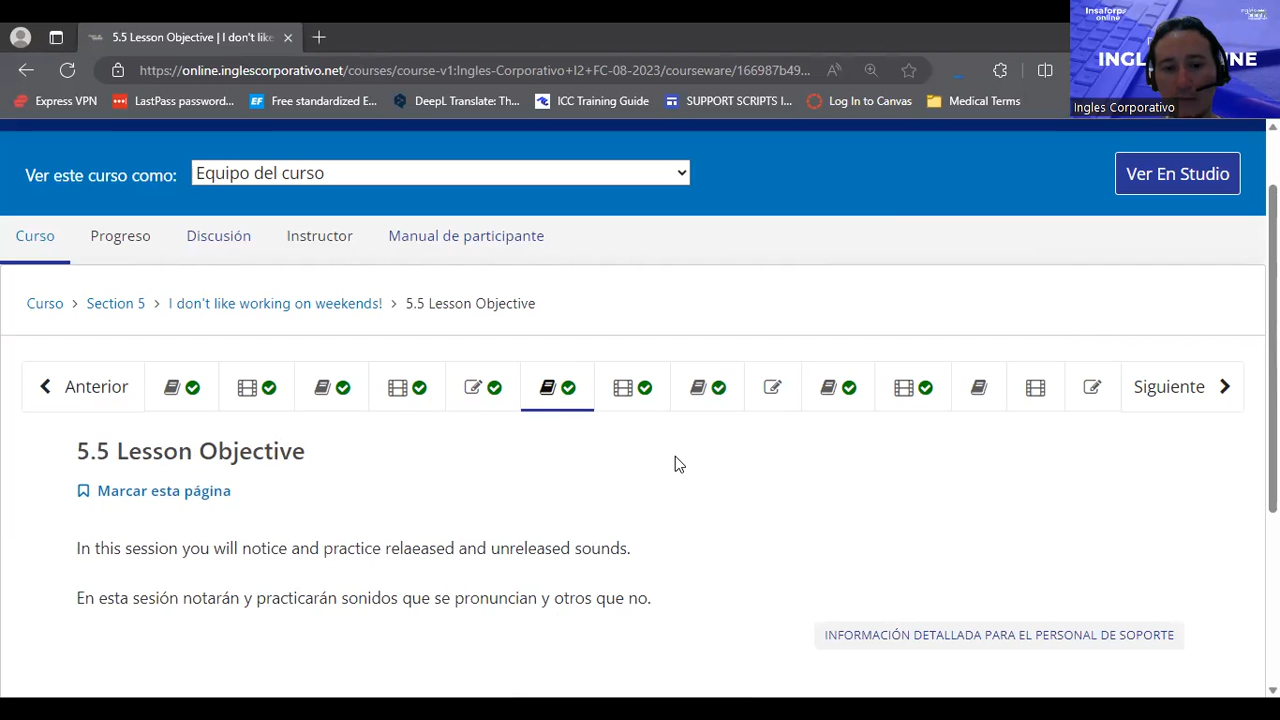 5.5 Lesson Objective | I don't like
https://online.inglescorporativo.net/courses/course-v1:Ingles-Corporativo+I2+FC-08-2023/courseware/166987b49...
Express VPN
LastPass password...
EF Free standardized E...
DeepL Translate: Th...
ICC Training Guide
SUPPORT SCRIPTS I...
Log In to Canvas
Medical Terms
Insaforp
online
Ingles Corporativo
Ver este curso como:
Equipo del curso
Ver En Studio
Curso
Progreso
Discusión
Instructor
Manual de participante
Curso > Section 5 > I don't like working on weekends! > 5.5 Lesson Objective
Anterior
Siguiente
5.5 Lesson Objective
Marcar esta página
In this session you will notice and practice relaeased and unreleased sounds.
En esta sesión notarán y practicarán sonidos que se pronuncian y otros que no.
INFORMACIÓN DETALLADA PARA EL PERSONAL DE SOPORTE